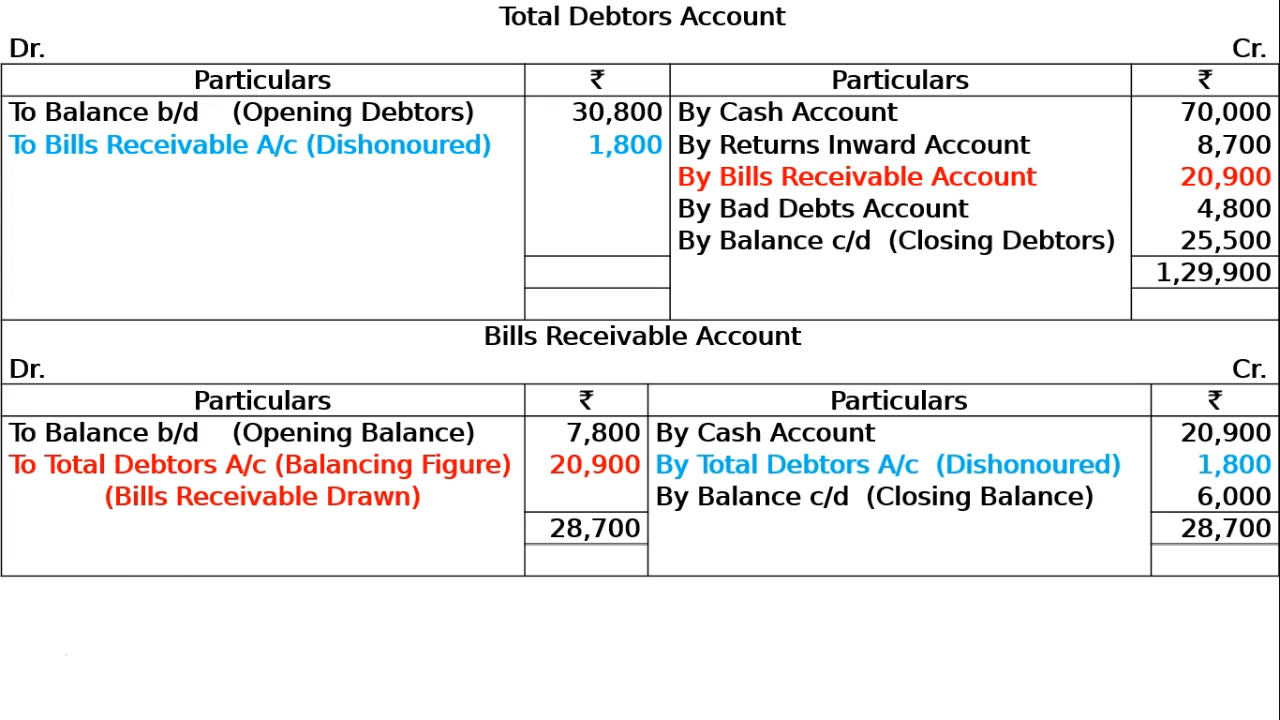 Total Debtors Account
Dr. Cr.
Particulars ₹ Particulars ₹
To Balance b/d (Opening Debtors) 30,800 By Cash Account 70,000
To Bills Receivable A/c (Dishonoured) 1,800 By Returns Inward Account 8,700
By Bills Receivable Account 20,900
By Bad Debts Account 4,800
By Balance c/d (Closing Debtors) 25,500
1,29,900
Bills Receivable Account
Dr. Cr.
Particulars ₹ Particulars ₹
To Balance b/d (Opening Balance) 7,800 By Cash Account 20,900
To Total Debtors A/c (Balancing Figure) 20,900 By Total Debtors A/c (Dishonoured) 1,800
(Bills Receivable Drawn) By Balance c/d (Closing Balance) 6,000
28,700 28,700